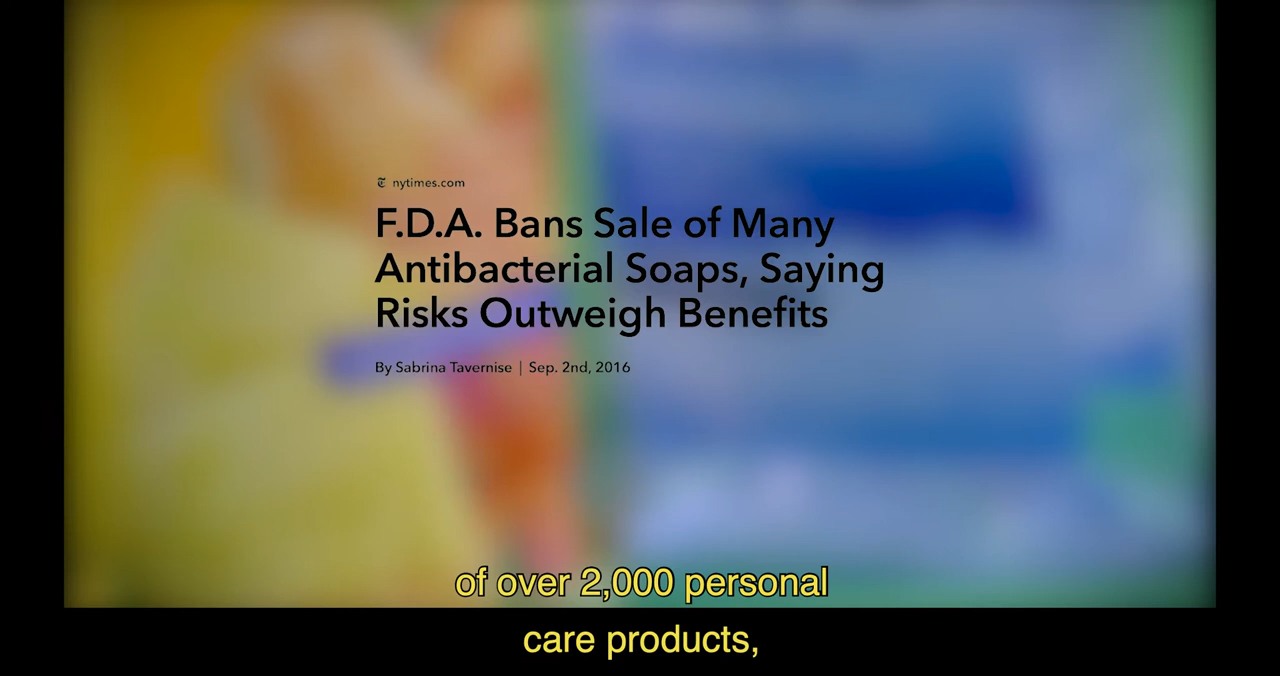 nytimes.com
F.D.A. Bans Sale of Many
Antibacterial Soaps, Saying
Risks Outweigh Benefits
By Sabrina Tavernise | Sep. 2nd, 2016
of over 2,000 personal
care products,